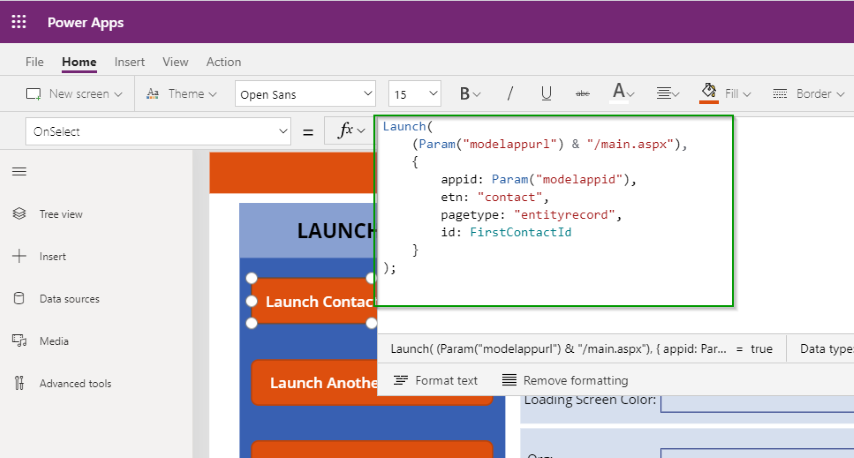 Power Apps
File Home Insert View Action
New screen Theme Open Sans 15 B / U abc A Fill Border
OnSelect = fx
Launch(
(Param("modelappurl") & "/main.aspx"),
{
appid: Param("modelappid"),
etn: "contact",
pagetype: "entityrecord",
id: FirstContactId
}
);
Tree view
Insert
Data sources
Media
Advanced tools
LAUNCH
Launch Contac
Launch Anothe
Launch( (Param("modelappurl") & "/main.aspx"), { appid: Par... = true Data type:
Format text Remove formatting
Loading Screen Color:
Org: